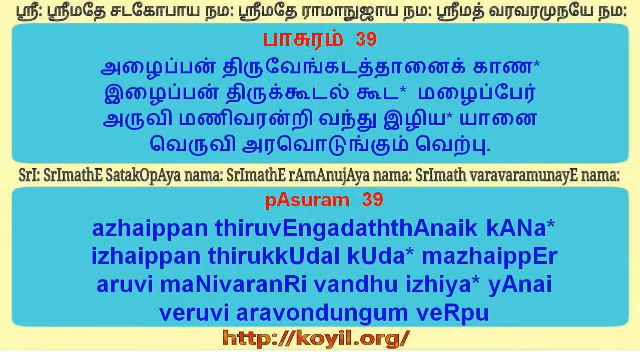 ஸ்ரீ: ஸ்ரீமதே சடகோபாய நம: ஸ்ரீமதே ராமாநுஜாய நம: ஸ்ரீமத் வரவரமுநயே நம:
பாசுரம் 39
அழைப்பன் திருவேங்கடத்தானைக் காண*
இழைப்பன் திருக்கூடல் கூட* மழைப்பேர்
அருவி மணிவரன்றி வந்து இழிய* யானை
வெருவி அரவொடுங்கும் வெற்பு.
SrI: SrImathE SatakOpAya nama: SrImathE rAmAnujAya nama: SrImath varavaramunayE nama:
pAsuram 39
azhaippan thiruvEngadaththAnaik kANa*
izhaippan thirukkUdal kUda* mazhaippEr
aruvi maNivaranRi vandhu izhiya* yAnai
veruvi aravondungum veRpu
http://koyil.org/